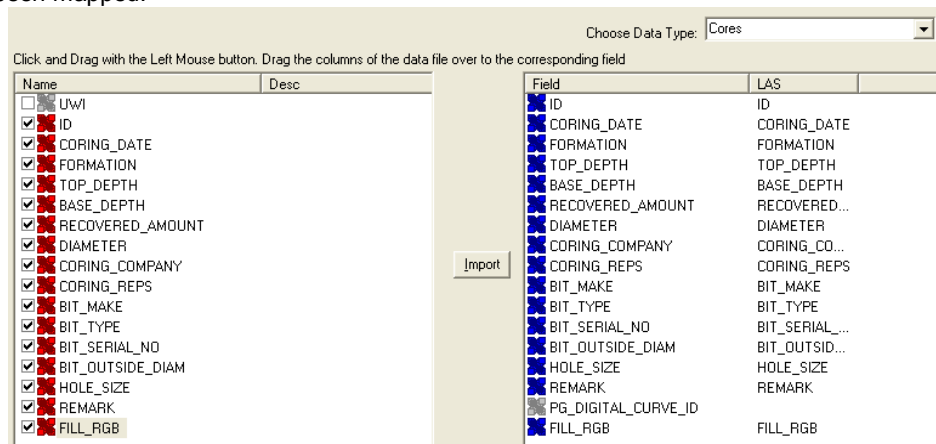 Choose Data Type: Cores
Click and Drag with the Left Mouse button. Drag the columns of the data file over to the corresponding field
Name Desc
UWI
ID
CORING_DATE
FORMATION
TOP_DEPTH
BASE_DEPTH
RECOVERED_AMOUNT
DIAMETER
CORING_COMPANY
CORING_REPS
BIT_MAKE
BIT_TYPE
BIT_SERIAL_NO
BIT_OUTSIDE_DIAM
HOLE_SIZE
REMARK
FILL_RGB
Import
Field LAS
ID ID
CORING_DATE CORING_DATE
FORMATION FORMATION
TOP_DEPTH TOP_DEPTH
BASE_DEPTH BASE_DEPTH
RECOVERED_AMOUNT RECOVERED...
DIAMETER DIAMETER
CORING_COMPANY CORING_CO...
CORING_REPS CORING_REPS
BIT_MAKE BIT_MAKE
BIT_TYPE BIT_TYPE
BIT_SERIAL_NO BIT_SERIAL_...
BIT_OUTSIDE_DIAM BIT_OUTSID...
HOLE_SIZE HOLE_SIZE
REMARK REMARK
PG_DIGITAL_CURVE_ID
FILL_RGB FILL_RGB